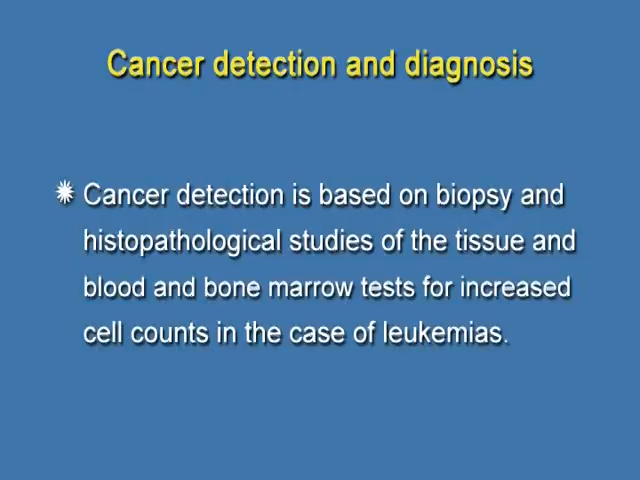 Cancer detection and diagnosis
Cancer detection is based on biopsy and
histopathological studies of the tissue and
blood and bone marrow tests for increased
cell counts in the case of leukemias.